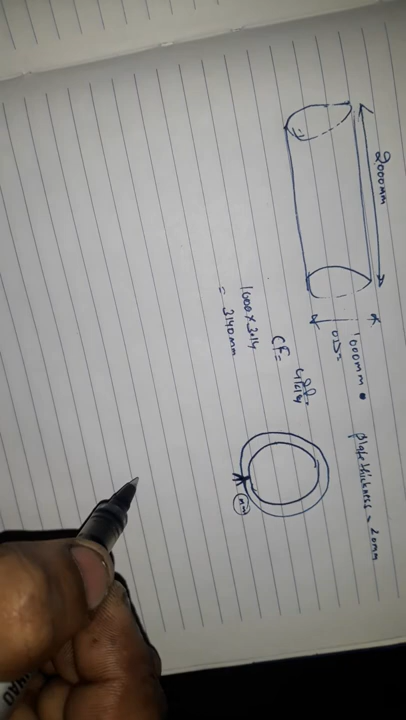 2000mm
1000mm
OD=
plate thickness = 20mm
CF=
1000 × 3.14
= 3140mm